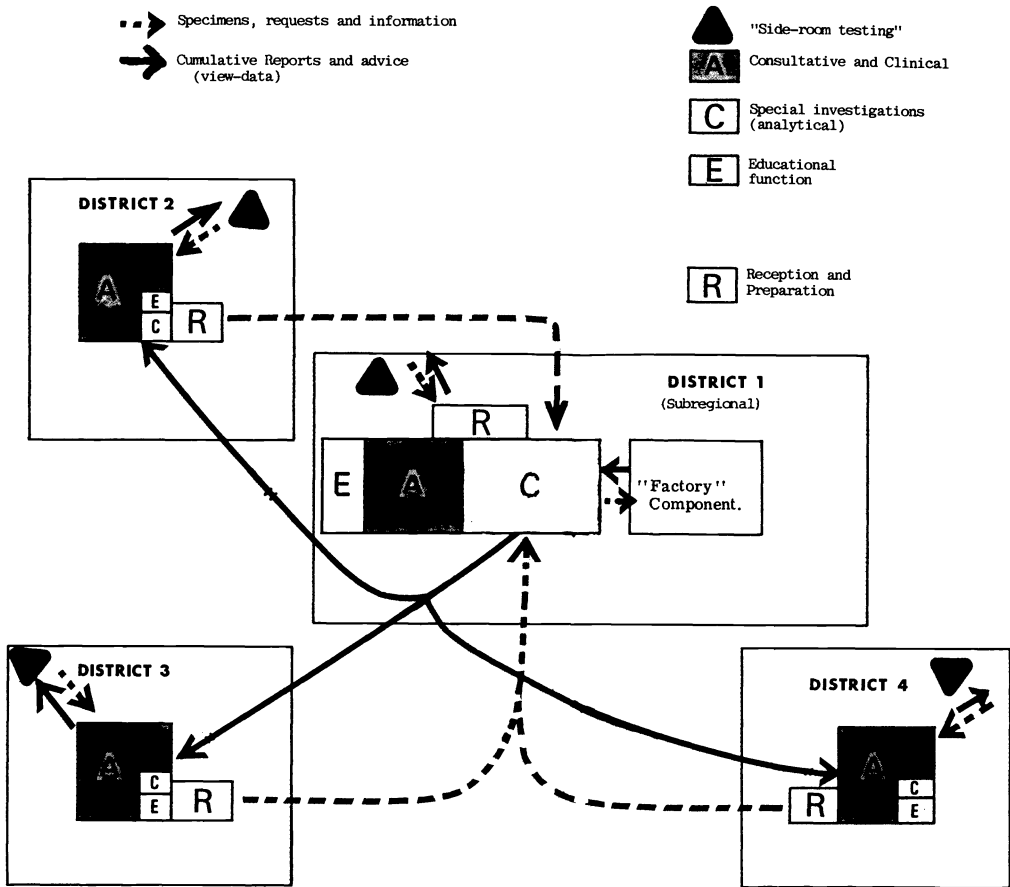 Specimens, requests and information
Cumulative Reports and advice
(view-data)
"Side-room testing"
A
Consultative and Clinical
C
Special investigations
(analytical)
E
Educational
function
R
Reception and
Preparation
DISTRICT 2
A
E
C
R
DISTRICT 1
(Subregional)
R
E
A
C
"Factory"
Component.
DISTRICT 3
A
C
E
R
DISTRICT 4
A
C
E
R